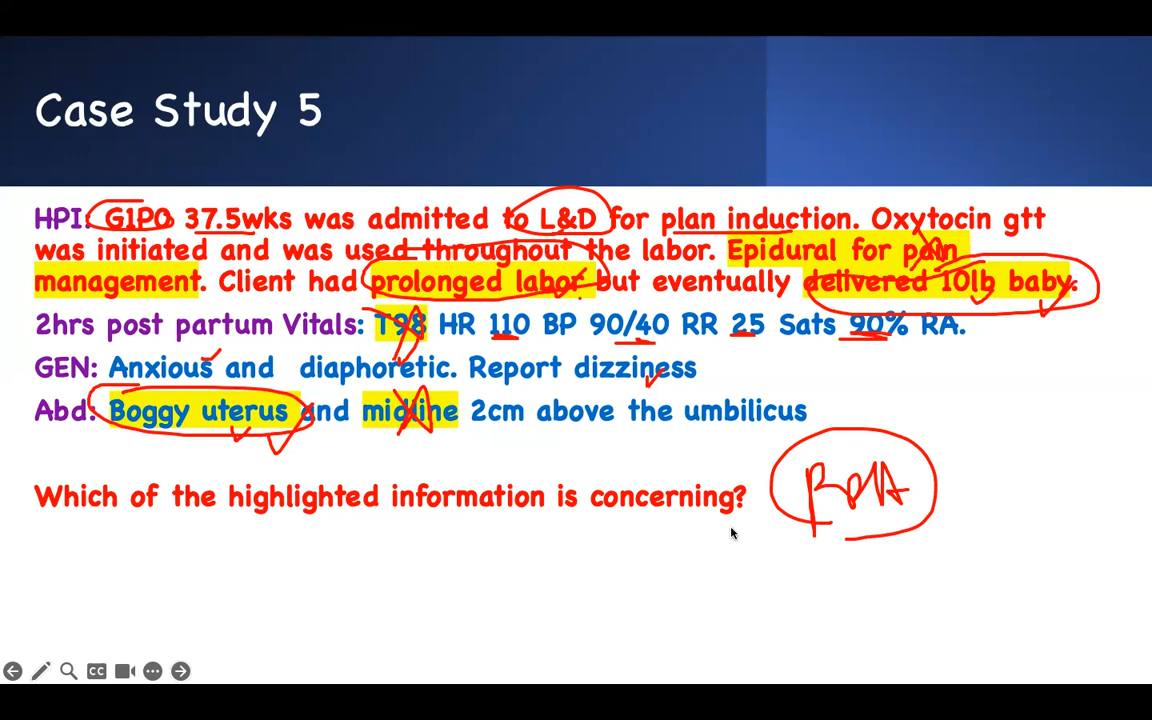 Case Study 5
HPI: G1P0 37.5wks was admitted to L&D for plan induction. Oxytocin gtt
was initiated and was used throughout the labor. Epidural for pain
management. Client had prolonged labor but eventually delivered 10lb baby.
2hrs post partum Vitals: T98 HR 110 BP 90/40 RR 25 Sats 90% RA.
GEN: Anxious and diaphoretic. Report dizziness
Abd: Boggy uterus and midline 2cm above the umbilicus
Which of the highlighted information is concerning?
CC